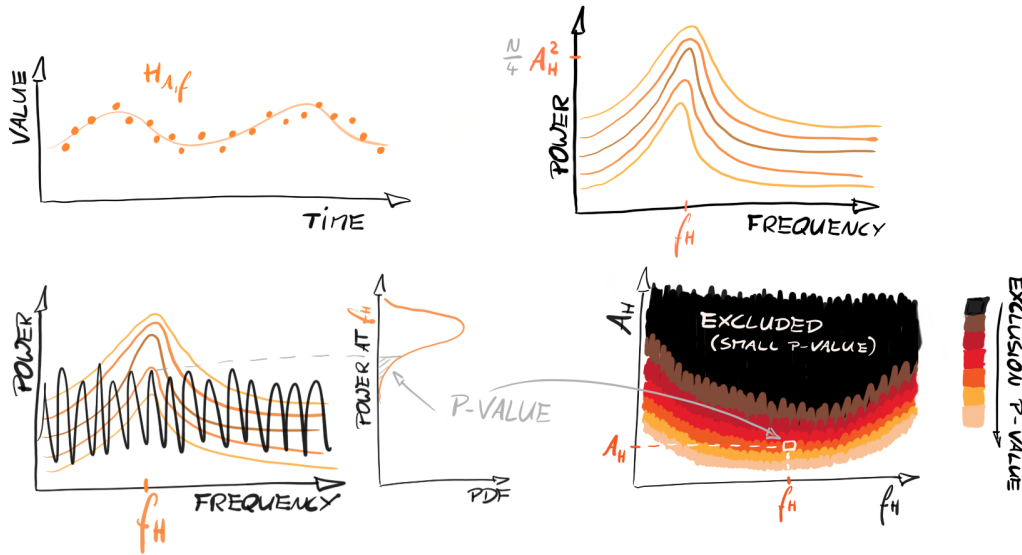 VALUE
H1,f
TIME
N/4 A_H^2
POWER
f_H
FREQUENCY
POWER
FREQUENCY
f_H
POWER AT f_H
P-VALUE
PDF
A_H
EXCLUDED
(SMALL P-VALUE)
A_H
f_H
f_H
EXCLUSION P-VALUE